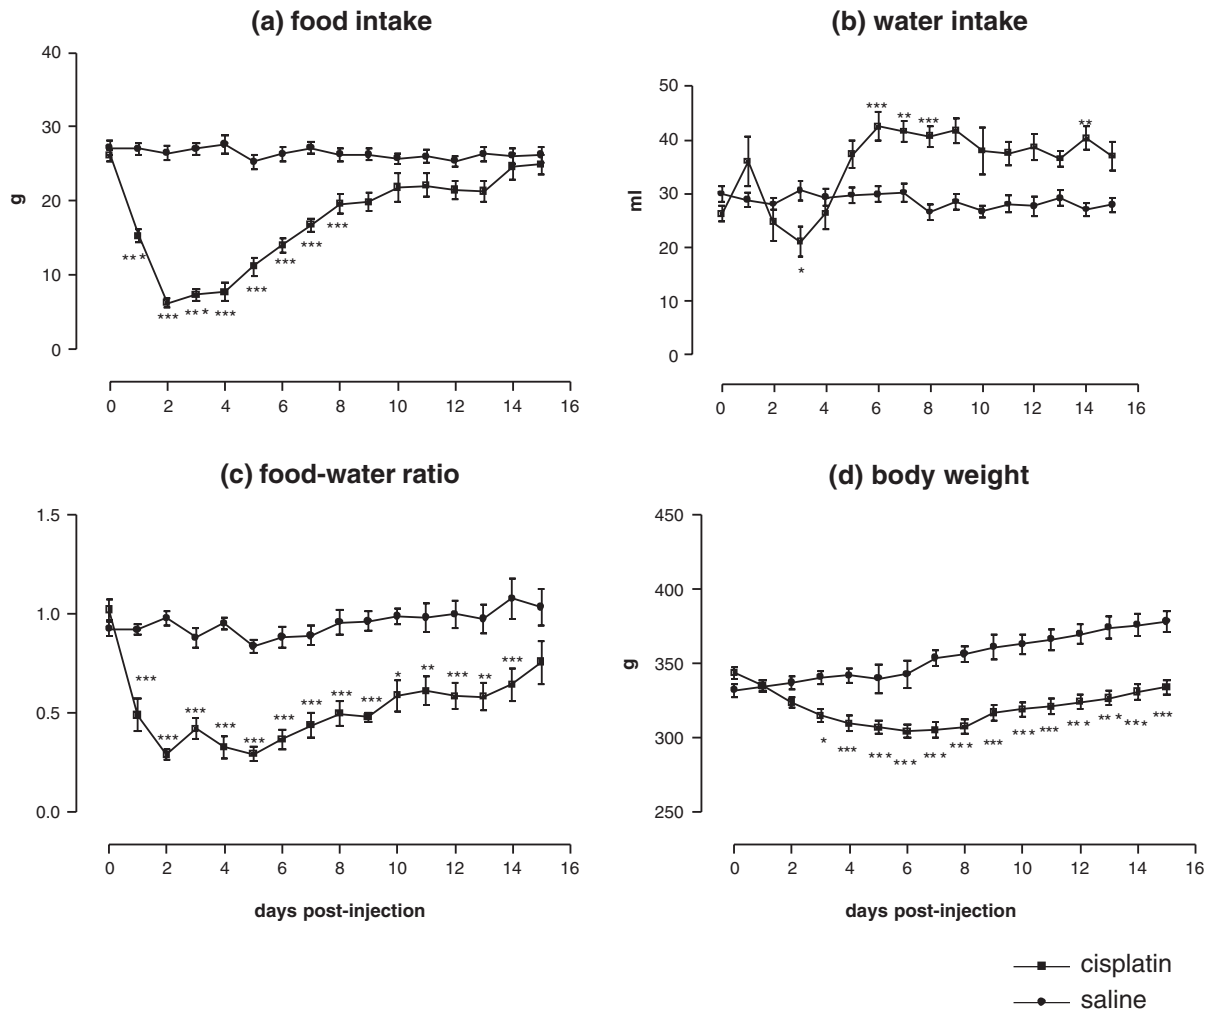 (a) food intake
40
30
20
10
0
g
*** *** *** *** *** *** *** ***
0 2 4 6 8 10 12 14 16
(b) water intake
50
40
30
20
10
0
ml
* *** ** *** **
0 2 4 6 8 10 12 14 16
(c) food-water ratio
1.5
1.0
0.5
0.0
*** *** *** *** *** *** *** *** *** * ** *** ** ***
0 2 4 6 8 10 12 14 16
days post-injection
(d) body weight
450
400
350
300
250
g
* *** *** *** *** *** *** *** *** *** *** *** ***
0 2 4 6 8 10 12 14 16
days post-injection
cisplatin
saline